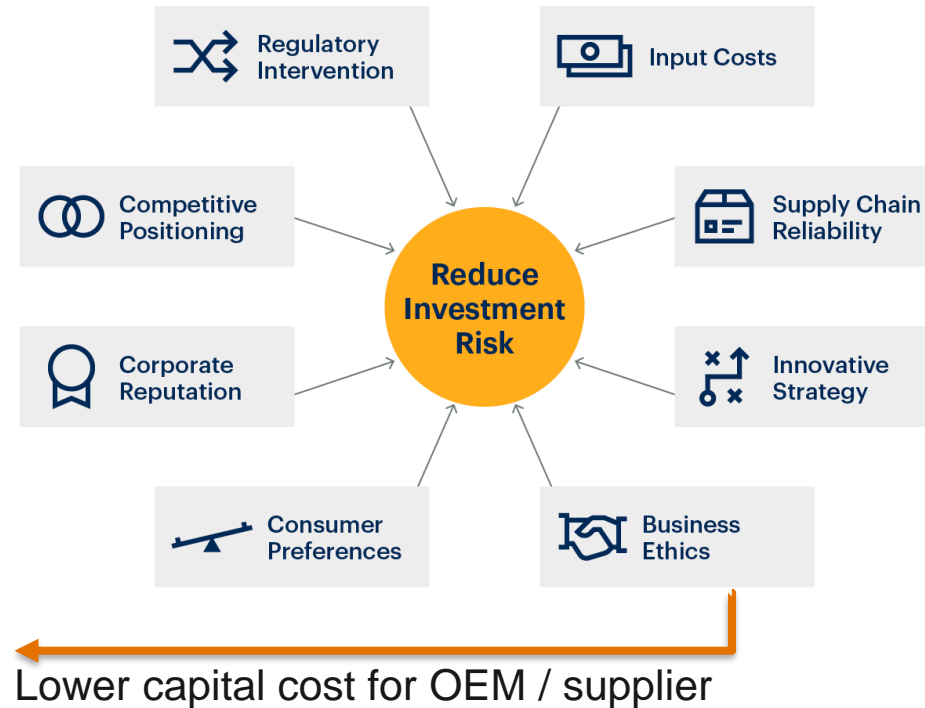 Regulatory
Intervention
Input Costs
Competitive
Positioning
Supply Chain
Reliability
Reduce
Investment
Risk
Corporate
Reputation
Innovative
Strategy
Consumer
Preferences
Business
Ethics
Lower capital cost for OEM / supplier